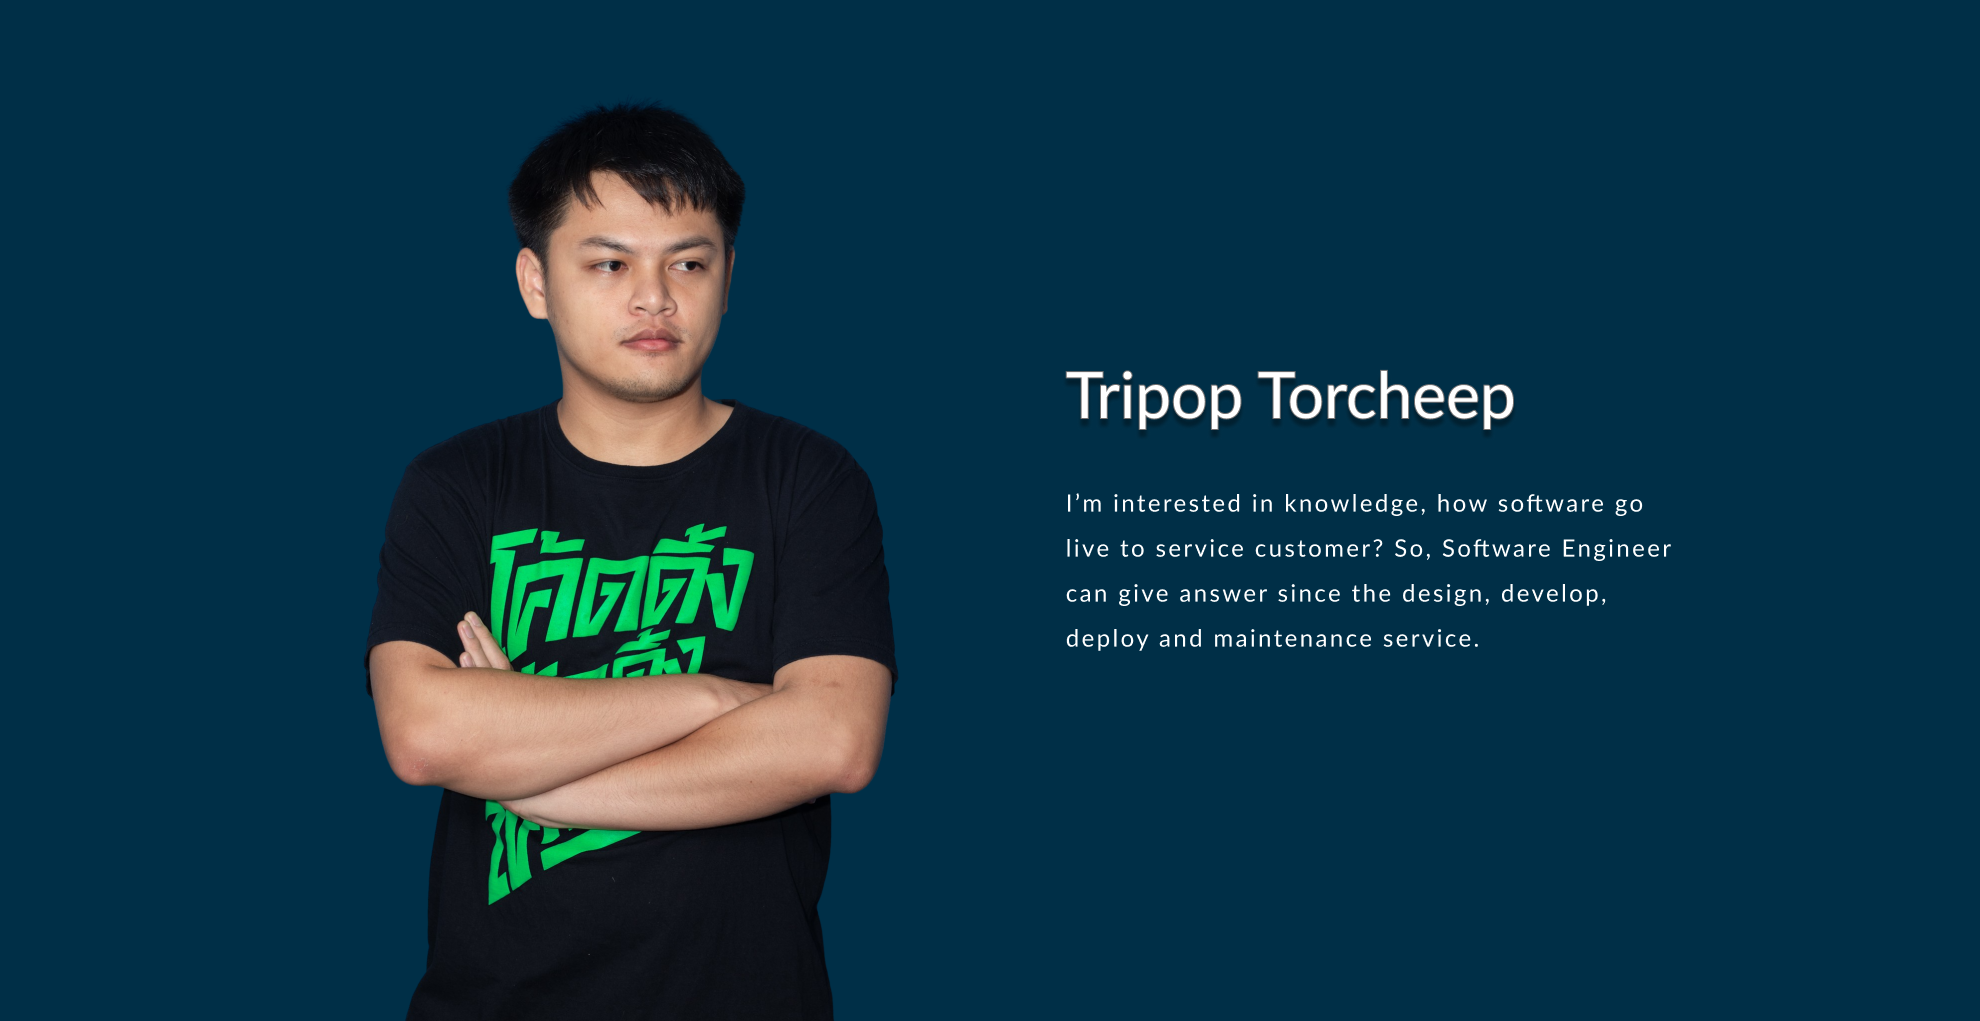 โค้ดดิ้ง
Tripop Torcheep
I’m interested in knowledge, how software go
live to service customer? So, Software Engineer
can give answer since the design, develop,
deploy and maintenance service.